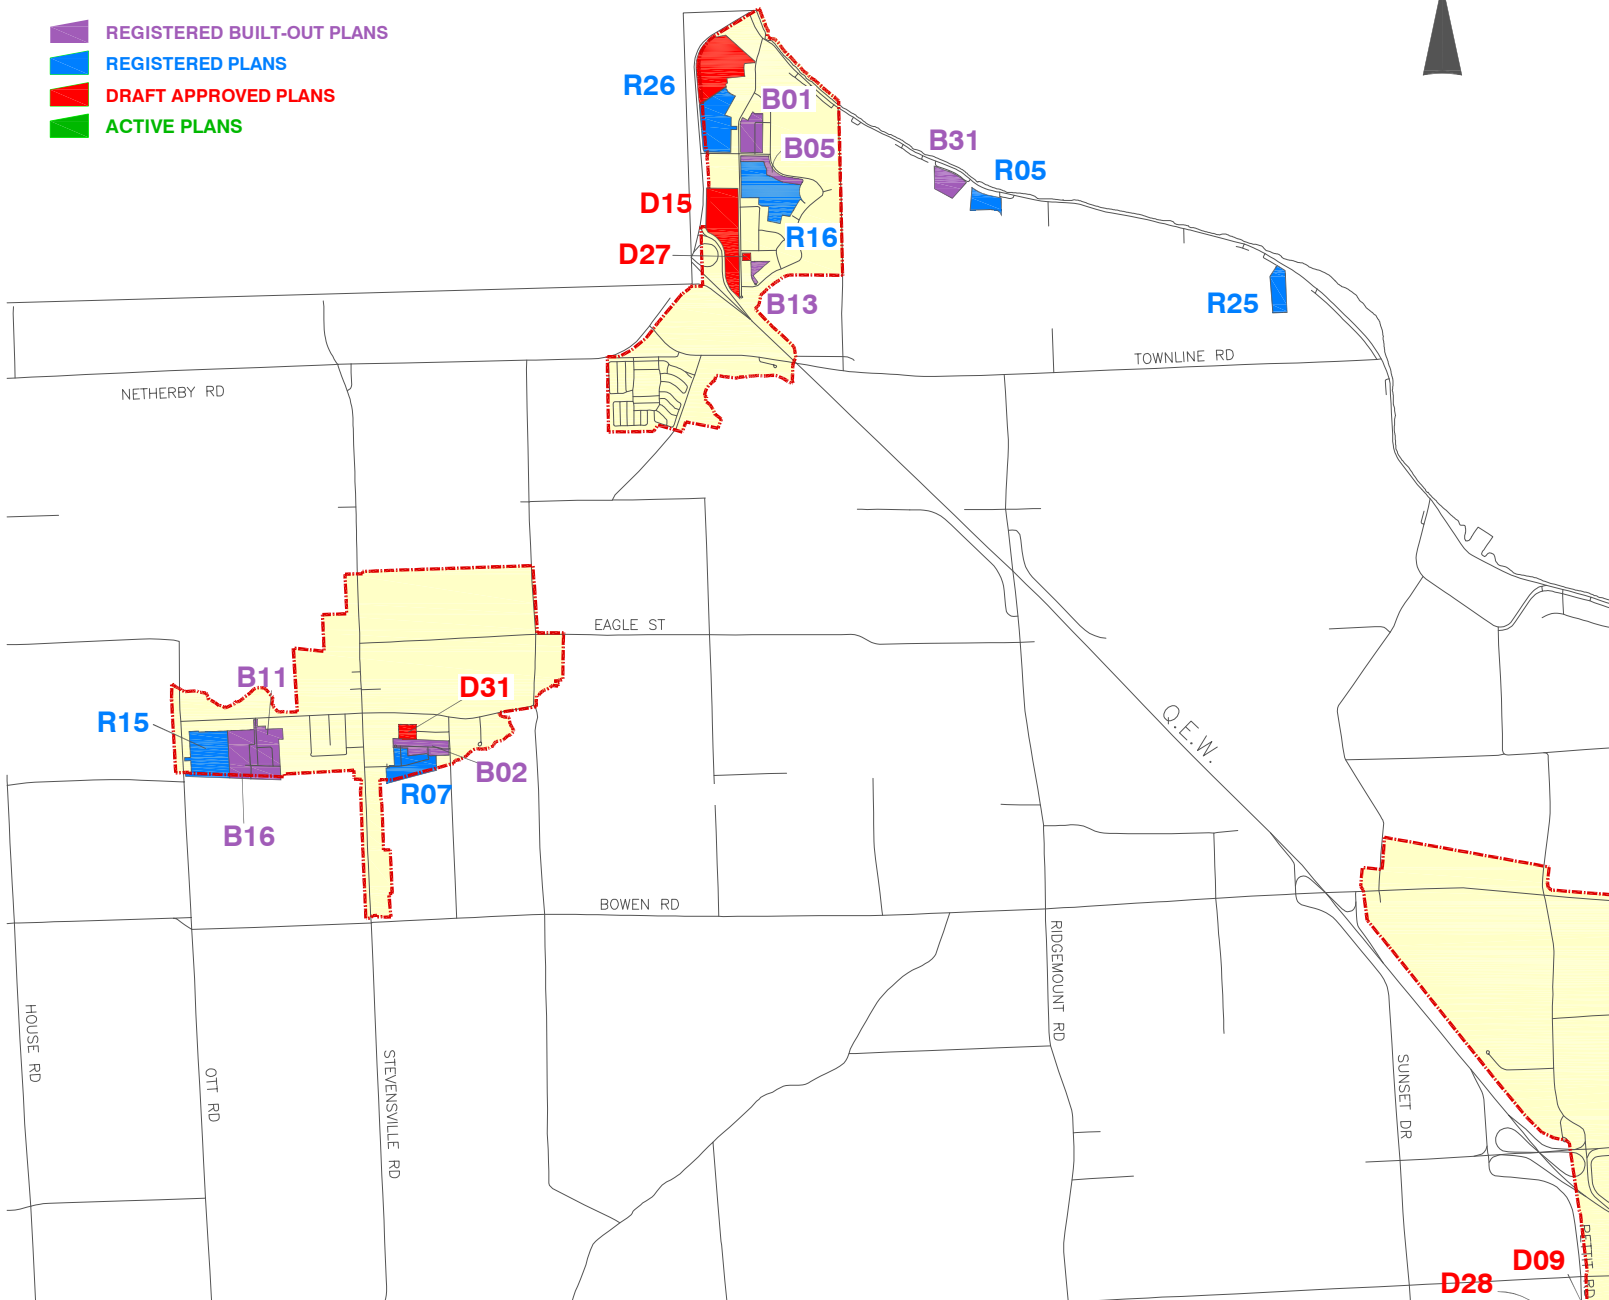 REGISTERED BUILT-OUT PLANS
REGISTERED PLANS
DRAFT APPROVED PLANS
ACTIVE PLANS
R26
B01
B05
B31
R05
D15
R16
D27
B13
R25
TOWNLINE RD
NETHERBY RD
EAGLE ST
B11
D31
R15
Q.E.W.
B02
R07
B16
BOWEN RD
RIDGEMOUNT RD
HOUSE RD
OTT RD
STEVENSVILLE RD
SUNSET DR
PETTIT RD
D09
D28